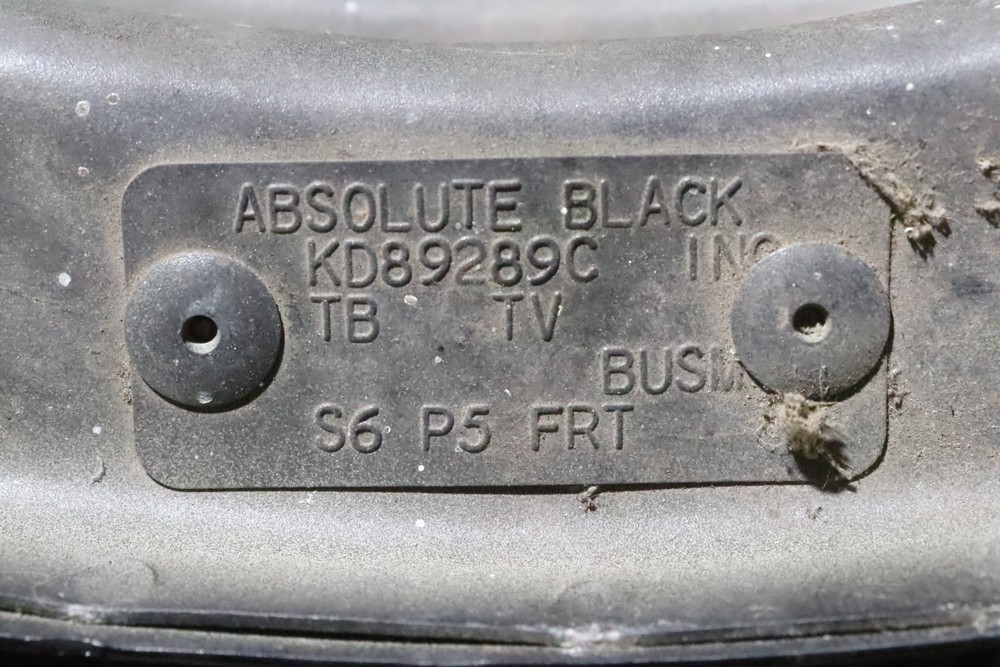 ABSOLUTE BLACK
KD89289C
TB TV
S6 P5 FRT